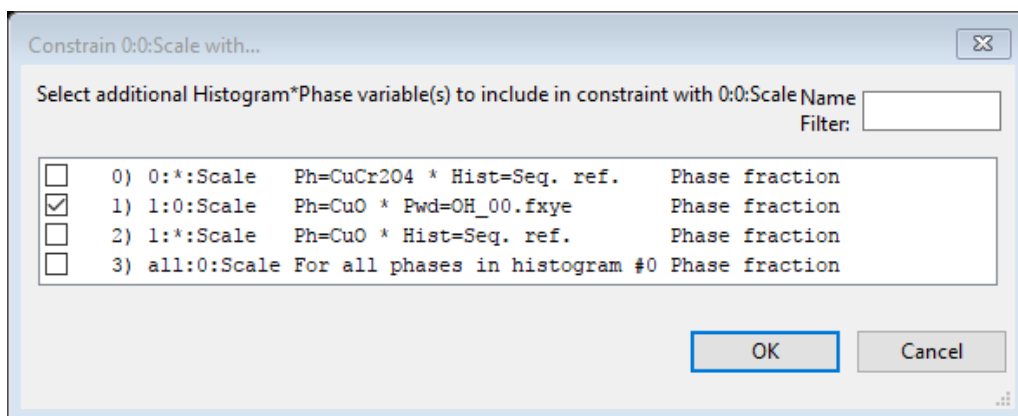 Constrain 0:0:Scale with...
Select additional Histogram*Phase variable(s) to include in constraint with 0:0:Scale Name
Filter:
0) 0:*:Scale Ph=CuCr2O4 * Hist=Seq. ref. Phase fraction
1) 1:0:Scale Ph=CuO * Pwd=OH_00.fxye Phase fraction
2) 1:*:Scale Ph=CuO * Hist=Seq. ref. Phase fraction
3) all:0:Scale For all phases in histogram #0 Phase fraction
OK Cancel